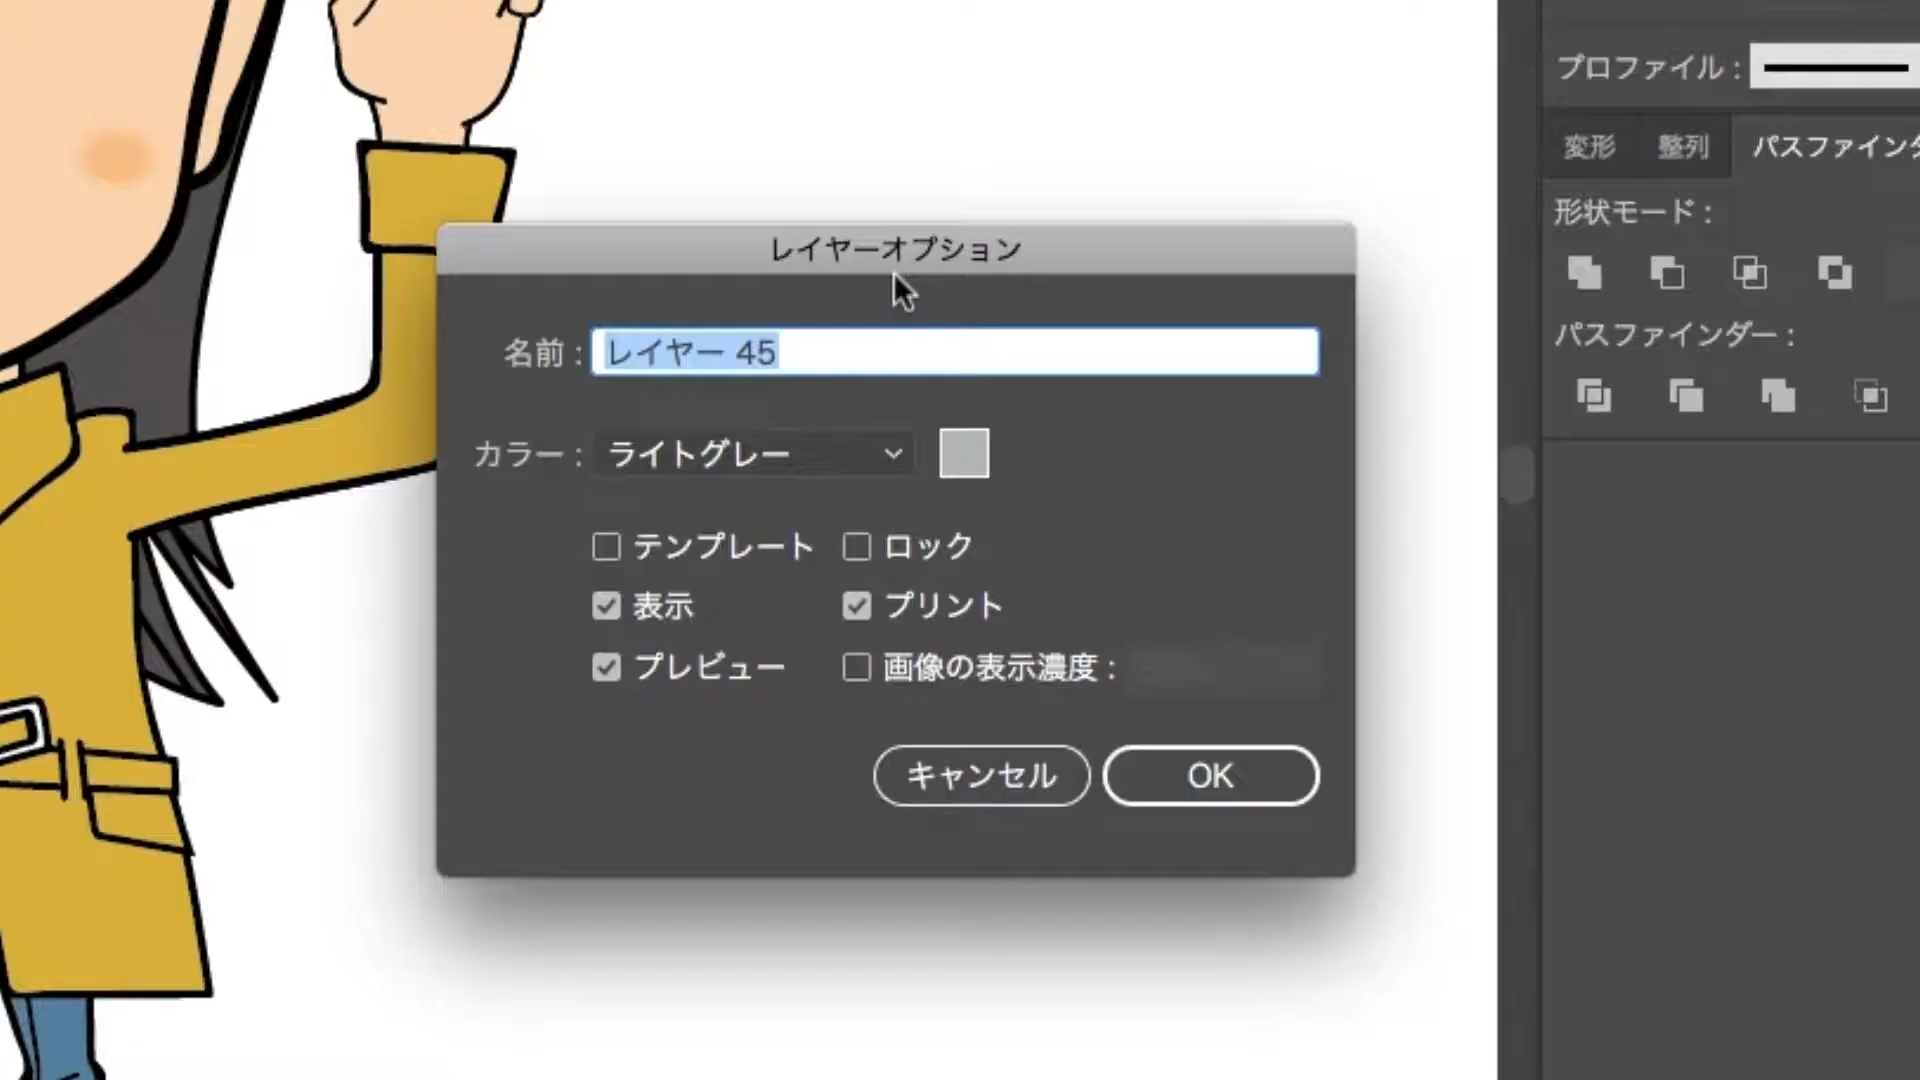 プロファイル：
変形 整列 パスファインダ
形状モード：
パスファインダー：
レイヤーオプション
名前： レイヤー 45
カラー： ライトグレー
テンプレート ロック
表示 プリント
プレビュー 画像の表示濃度：
キャンセル OK